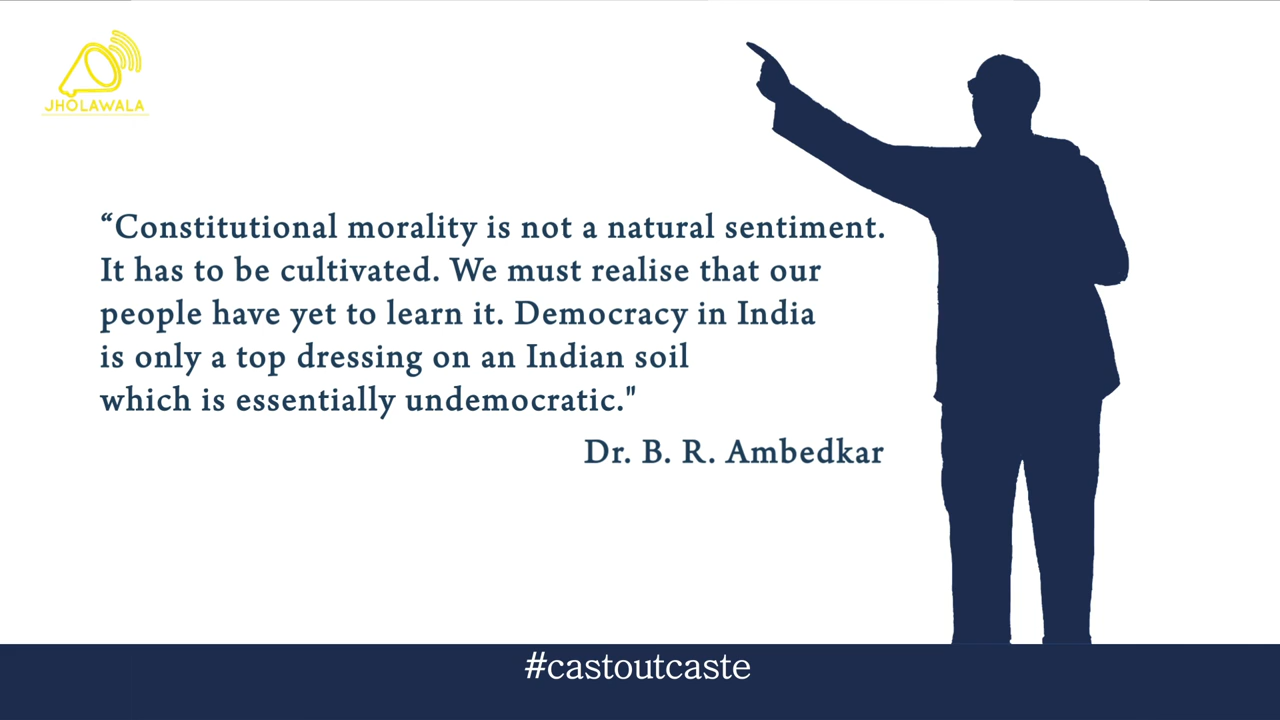 JHOLAWALA
“Constitutional morality is not a natural sentiment.
It has to be cultivated. We must realise that our
people have yet to learn it. Democracy in India
is only a top dressing on an Indian soil
which is essentially undemocratic."
Dr. B. R. Ambedkar
#castoutcaste